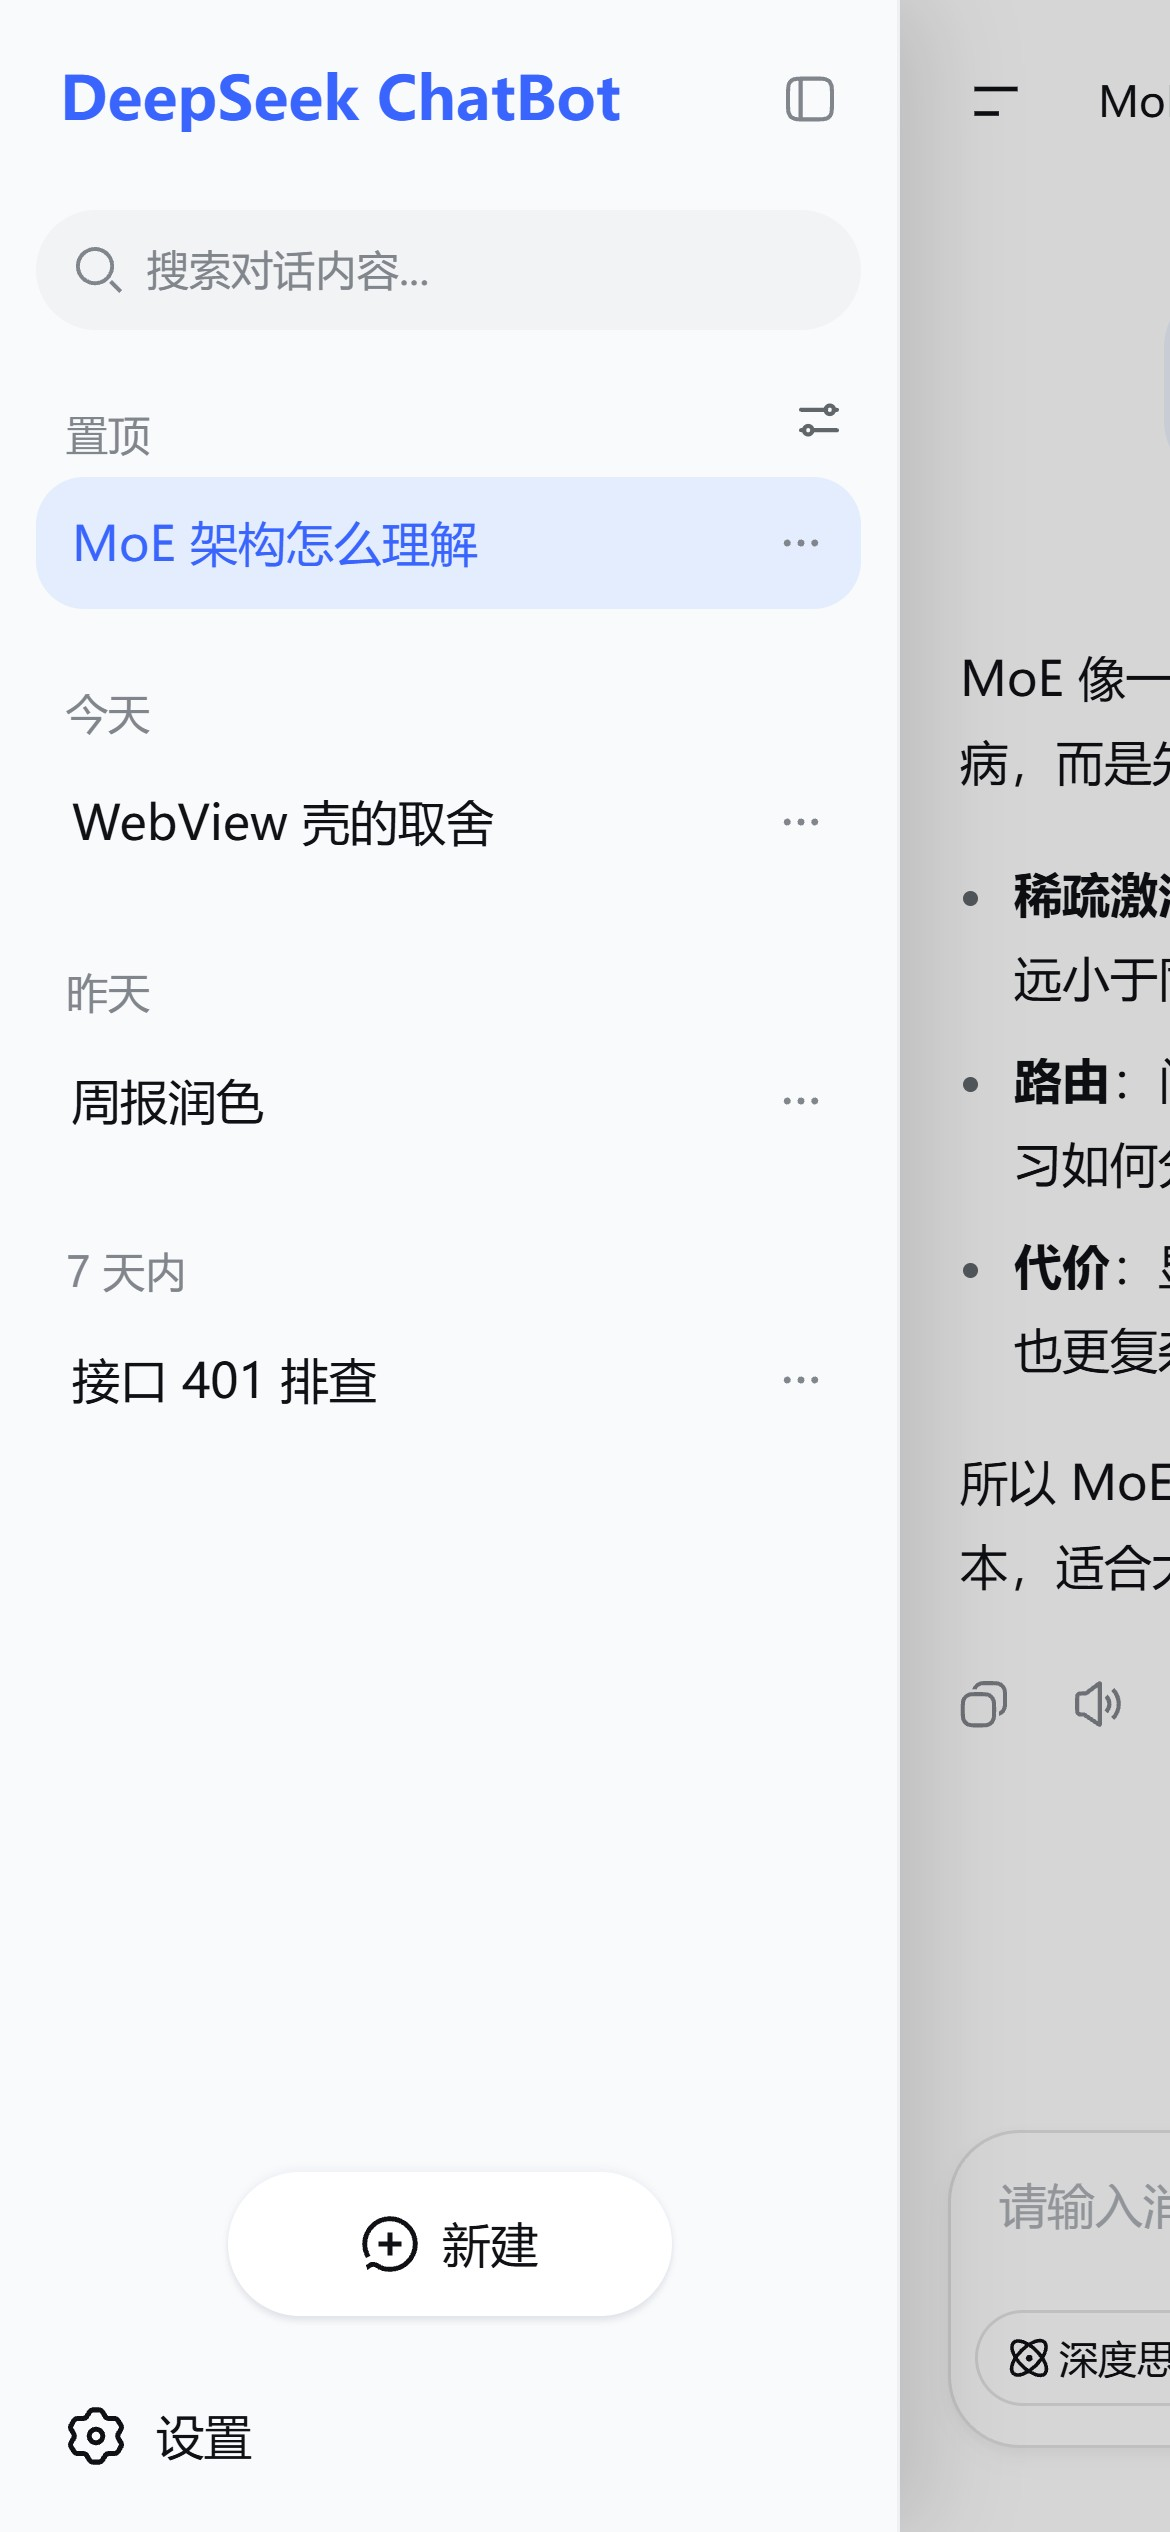 DeepSeek ChatBot
搜索对话内容...
置顶
MoE 架构怎么理解
今天
WebView 壳的取舍
昨天
周报润色
7 天内
接口 401 排查
新建
设置
MoE 像一
病，而是
稀疏激
远小于
路由：
习如何
代价：
也更复
所以 MoE
本，适合
请输入
深度思